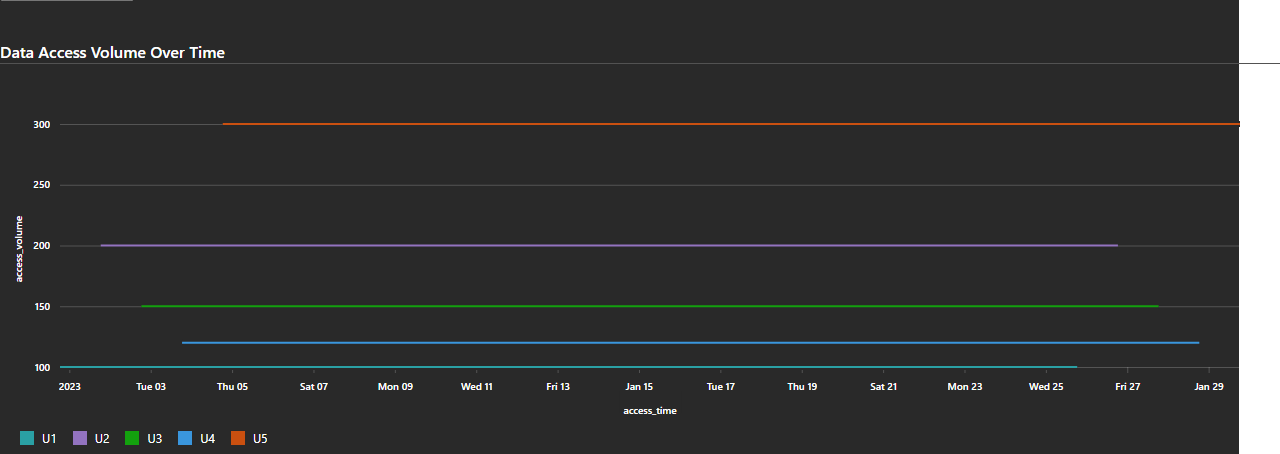 Data Access Volume Over Time
300
250
200
150
100
access_volume
2023 Tue 03 Thu 05 Sat 07 Mon 09 Wed 11 Fri 13 Jan 15 Tue 17 Thu 19 Sat 21 Mon 23 Wed 25 Fri 27 Jan 29
access_time
U1 U2 U3 U4 U5